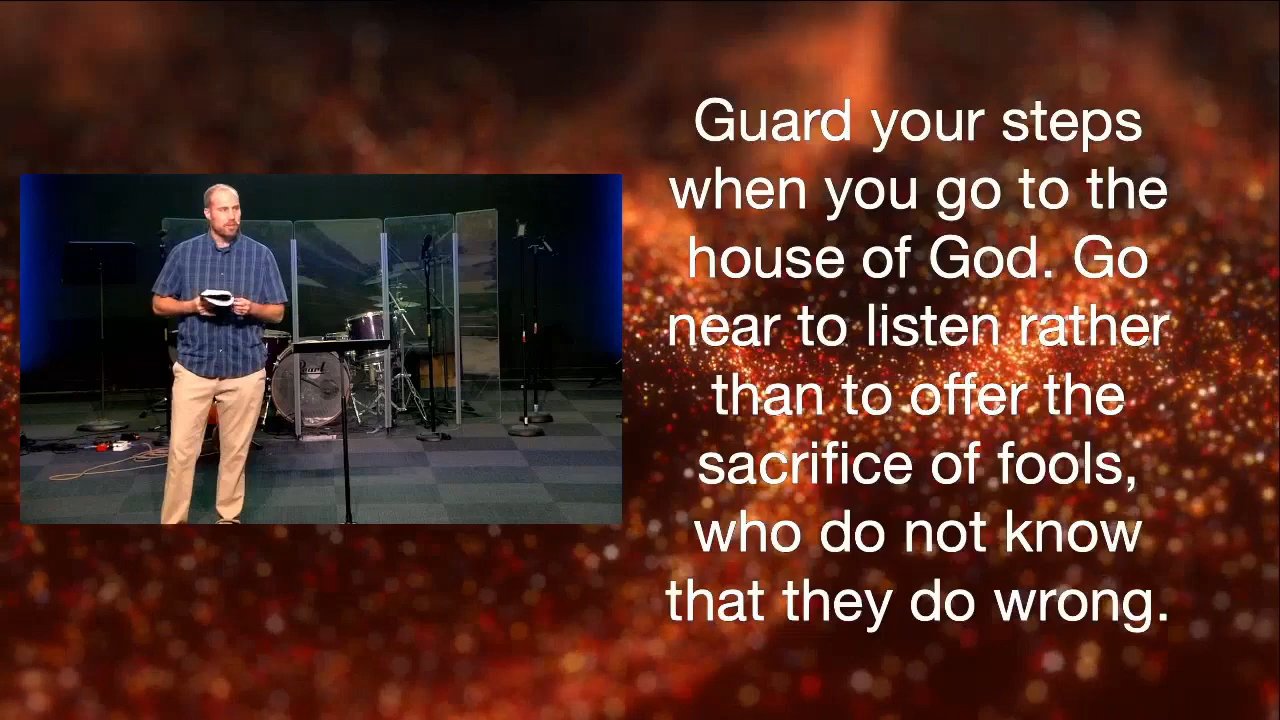 Guard your steps
when you go to the
house of God. Go
near to listen rather
than to offer the
sacrifice of fools,
who do not know
that they do wrong.
Pearl